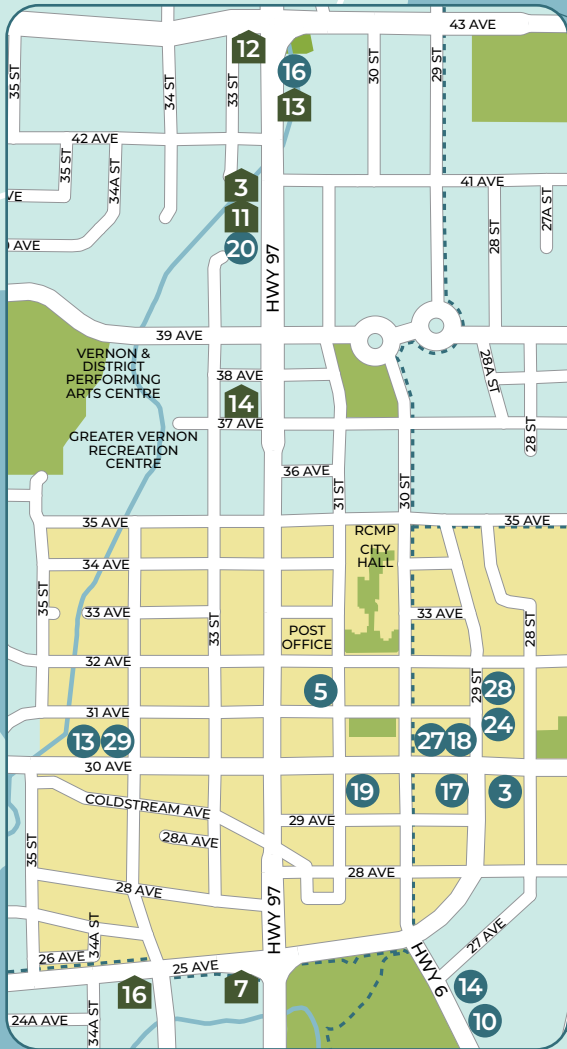 43 AVE
35 ST
34 ST
33 ST
12
16
13
30 ST
29 ST
42 AVE
35 ST
34A ST
3
11
20
41 AVE
28 ST
27A ST
VE
AVE
HWY 97
39 AVE
VERNON &
DISTRICT
PERFORMING
ARTS CENTRE
38 AVE
14
37 AVE
28A ST
28 ST
GREATER VERNON
RECREATION
CENTRE
36 AVE
31 ST
30 ST
35 AVE
35 AVE
RCMP
CITY
HALL
34 AVE
35 ST
33 AVE
33 ST
33 AVE
28 ST
POST
OFFICE
32 AVE
5
29 ST
28
24
31 AVE
13
29
27
18
30 AVE
19
17
3
COLDSTREAM AVE
29 AVE
28A AVE
35 ST
28 AVE
28 AVE
HWY 97
34A ST
26 AVE
25 AVE
27 AVE
HWY 6
16
7
14
10
24A AVE
34A ST